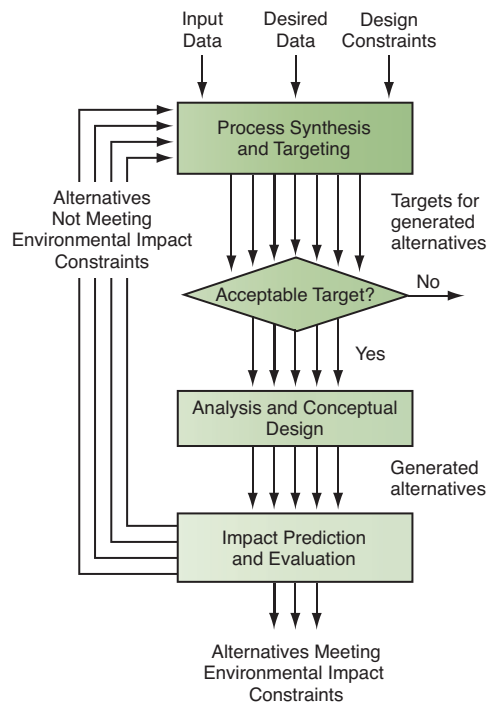 Input
Data
Desired
Data
Design
Constraints
Process Synthesis
and Targeting
Alternatives
Not Meeting
Environmental Impact
Constraints
Targets for
generated
alternatives
Acceptable Target?
No
Yes
Analysis and Conceptual
Design
Generated
alternatives
Impact Prediction
and Evaluation
Alternatives Meeting
Environmental Impact
Constraints